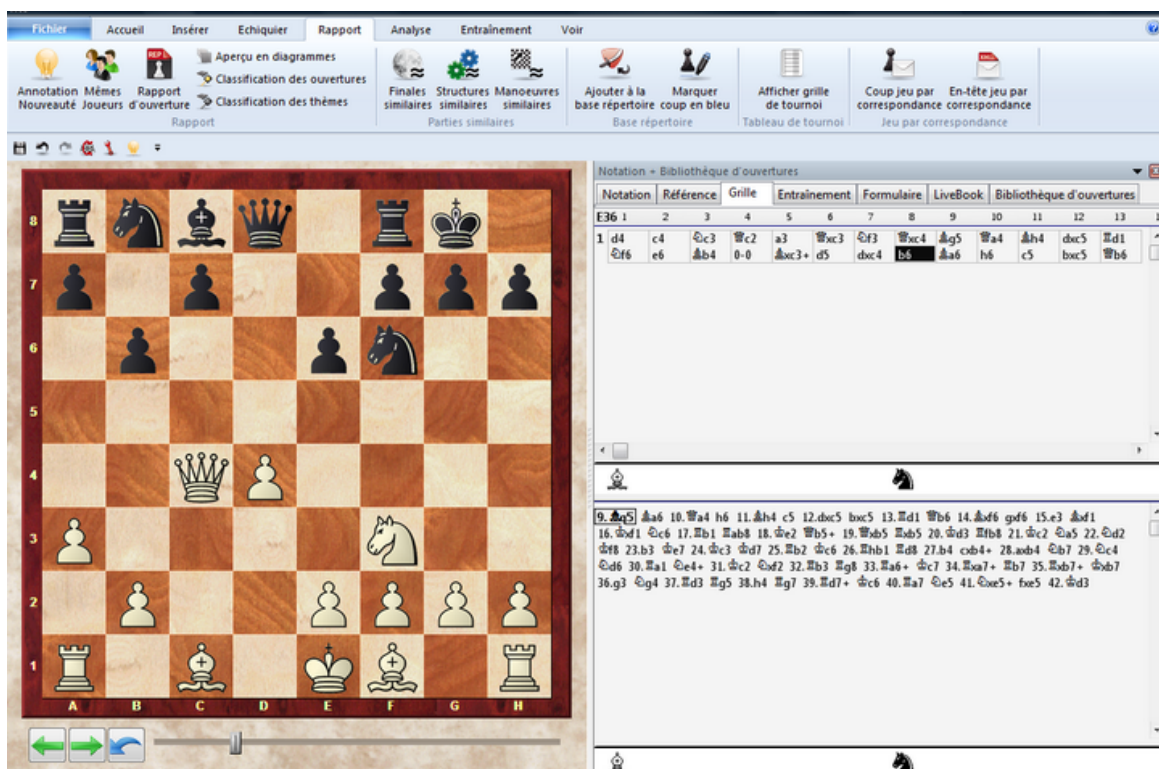 Fichier Accueil Insérer Echiquier Rapport Analyse Entraînement Voir
Annotation Nouveauté
Mêmes Joueurs
Rapport d'ouverture
Aperçu en diagrammes
Classification des ouvertures
Classification des thèmes
Rapport
Finales similaires
Structures similaires
Manoeuvres similaires
Parties similaires
Ajouter à la base répertoire
Marquer coup en bleu
Base répertoire
Afficher grille de tournoi
Tableau de tournoi
Coup jeu par correspondance
En-tête jeu par correspondance
Jeu par correspondance
Notation + Bibliothèque d'ouvertures
Notation Référence Grille Entraînement Formulaire LiveBook Bibliothèque d'ouvertures
E36 1 2 3 4 5 6 7 8 9 10 11 12 13
1 d4 c4 ♘c3 ♕c2 a3 ♕xc3 ♘f3 ♕xc4 ♗g5 ♕a4 ♗h4 dxc5 ♖d1
♘f6 e6 ♗b4 0-0 ♗xc3+ d5 dxc4 b6 ♗a6 h6 c5 bxc5 ♕b6
9.♗g5 ♗a6 10.♕a4 h6 11.♗h4 c5 12.dxc5 bxc5 13.♖d1 ♕b6 14.♗xf6 gxf6 15.e3 ♗xf1
16.♔xf1 ♘c6 17.♖b1 ♖ab8 18.♔e2 ♕b5+ 19.♕xb5 ♖xb5 20.♔d3 ♖fb8 21.♔c2 ♘a5 22.♘d2
♔f8 23.b3 ♔e7 24.♔c3 ♔d7 25.♖b2 ♔c6 26.♖hb1 ♖d8 27.b4 cxb4+ 28.axb4 ♘b7 29.♘c4
♘d6 30.♖a1 ♘e4+ 31.♔c2 ♘xf2 32.♖b3 ♖g8 33.♖a6+ ♔c7 34.♖xa7+ ♖b7 35.♖xb7+ ♔xb7
36.g3 ♘g4 37.♖d3 ♖g5 38.h4 ♖g7 39.♖d7+ ♔c6 40.♖a7 ♘e5 41.♘xe5+ fxe5 42.♔d3
8
7
6
5
4
3
2
1
A B C D E F G H